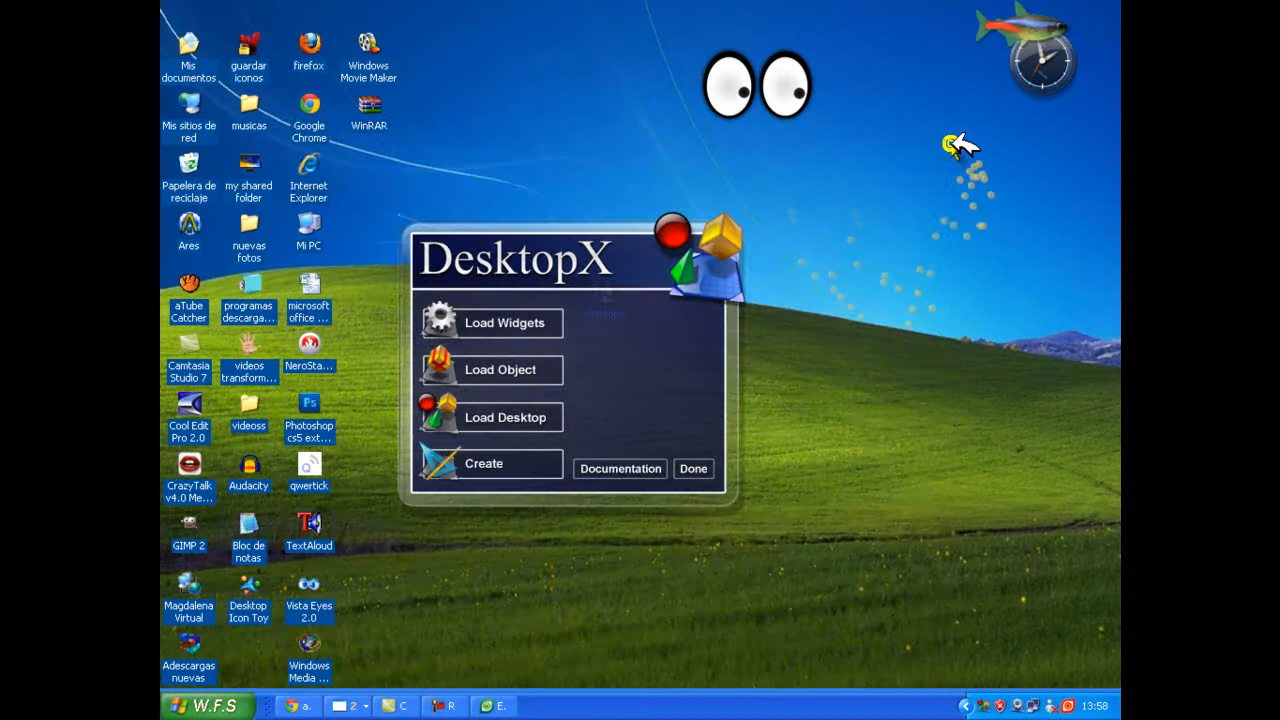 Mis
documentos
guardar
iconos
firefox
Windows
Movie Maker
Mis sitios de
red
musicas
Google
Chrome
WinRAR
Papelera de
reciclaje
my shared
folder
Internet
Explorer
Ares
nuevas
fotos
Mi PC
aTube
Catcher
programas
descarga...
microsoft
office ...
Camtasia
Studio 7
videos
transform...
NeroSta...
Cool Edit
Pro 2.0
videoss
Photoshop
cs5 ext...
CrazyTalk
v4.0 Me...
Audacity
qwertick
GIMP 2
Bloc de
notas
TextAloud
Magdalena
Virtual
Desktop
Icon Toy
Vista Eyes
2.0
Adescargas
nuevas
Windows
Media ...
DesktopX
Load Widgets
Load Object
Load Desktop
Create
Documentation
Done
W.F.S
a.
2
C
R
E.
13:58